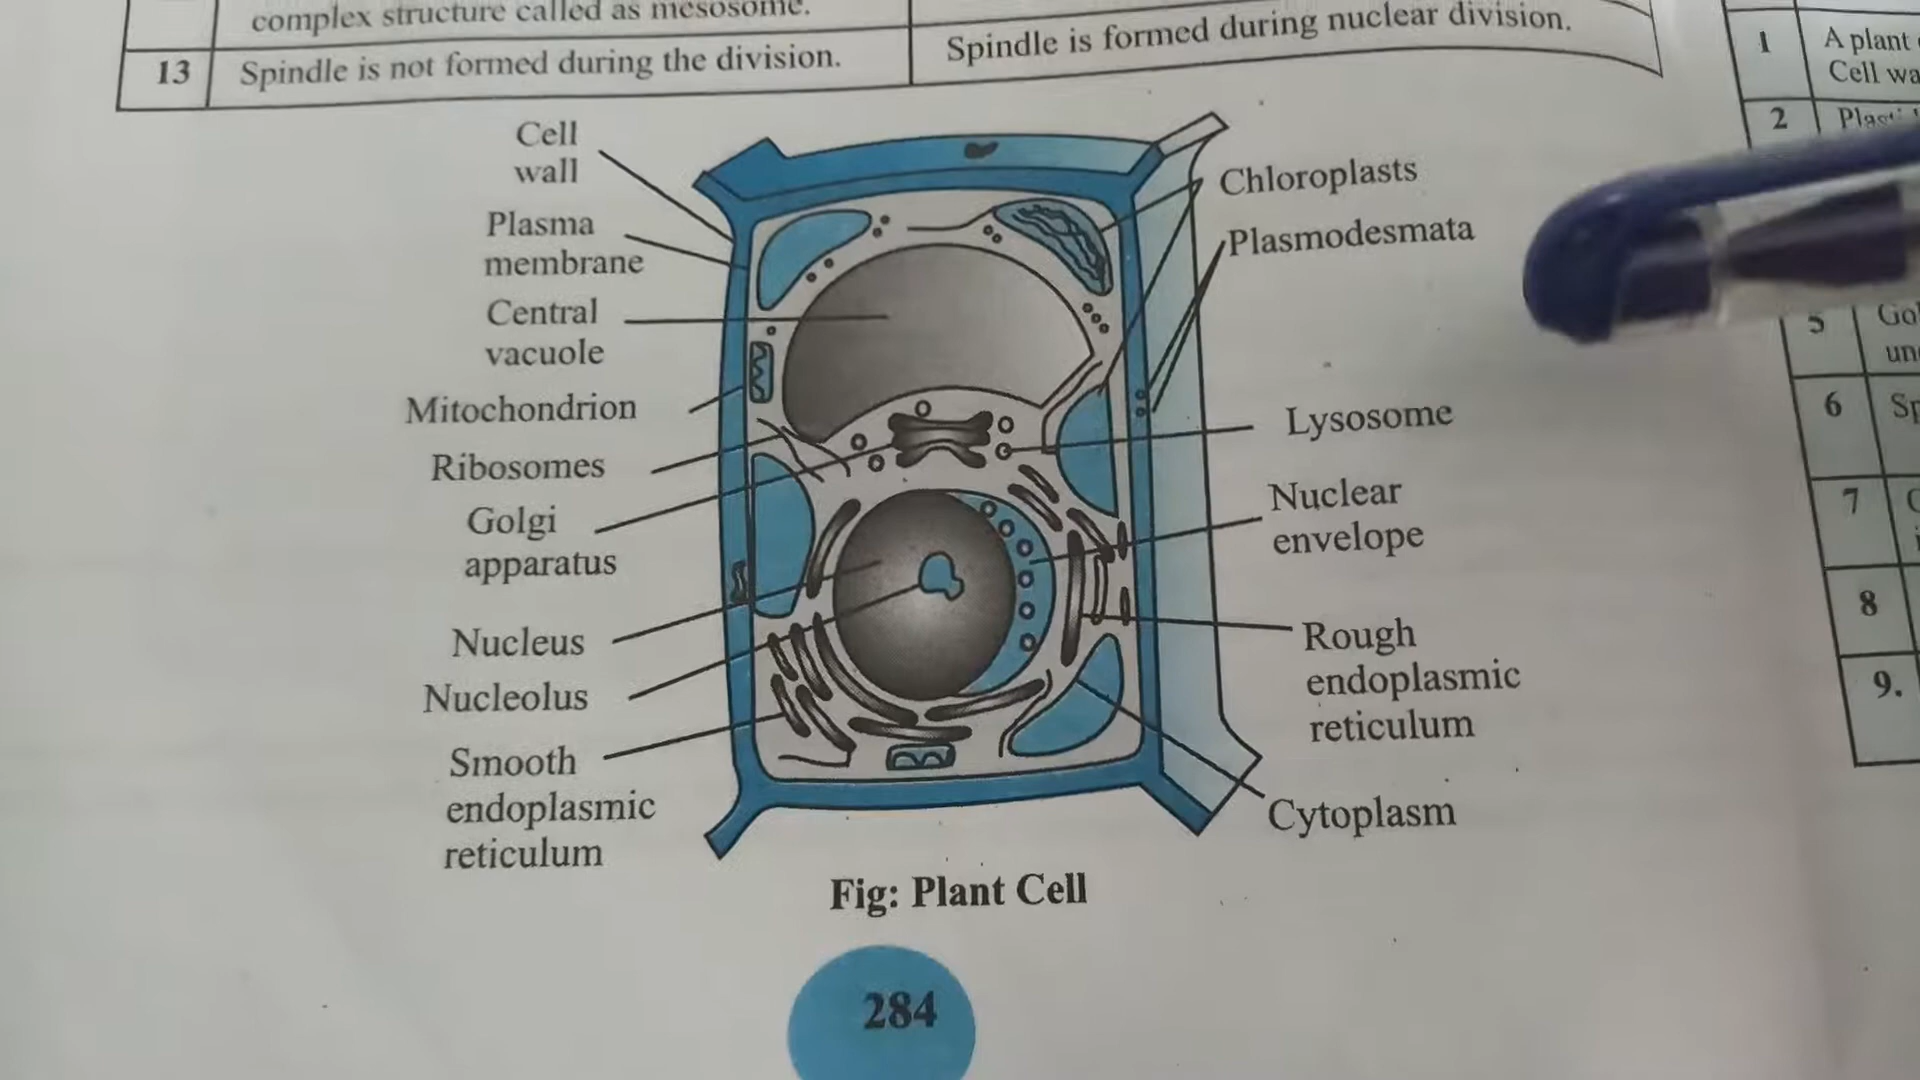 complex structure called as mesosome.
13 Spindle is not formed during the division.
Spindle is formed during nuclear division.
Cell
wall
Plasma
membrane
Central
vacuole
Mitochondrion
Ribosomes
Golgi
apparatus
Nucleus
Nucleolus
Smooth
endoplasmic
reticulum
Chloroplasts
Plasmodesmata
Lysosome
Nuclear
envelope
Rough
endoplasmic
reticulum
Cytoplasm
Fig: Plant Cell
284
1 A plant
Cell wa
2
5 Go
un
6 Sp
7
8
9.